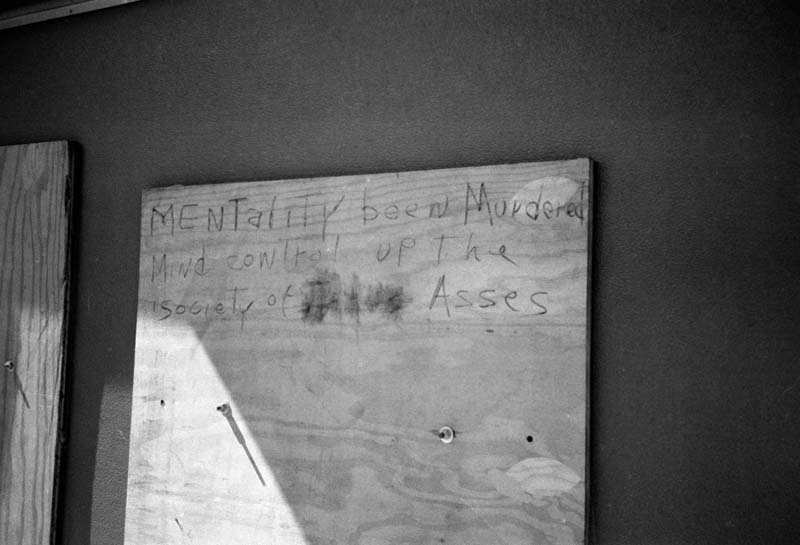 MENTaliTY been Murdered
Mind control up The
society of Asses